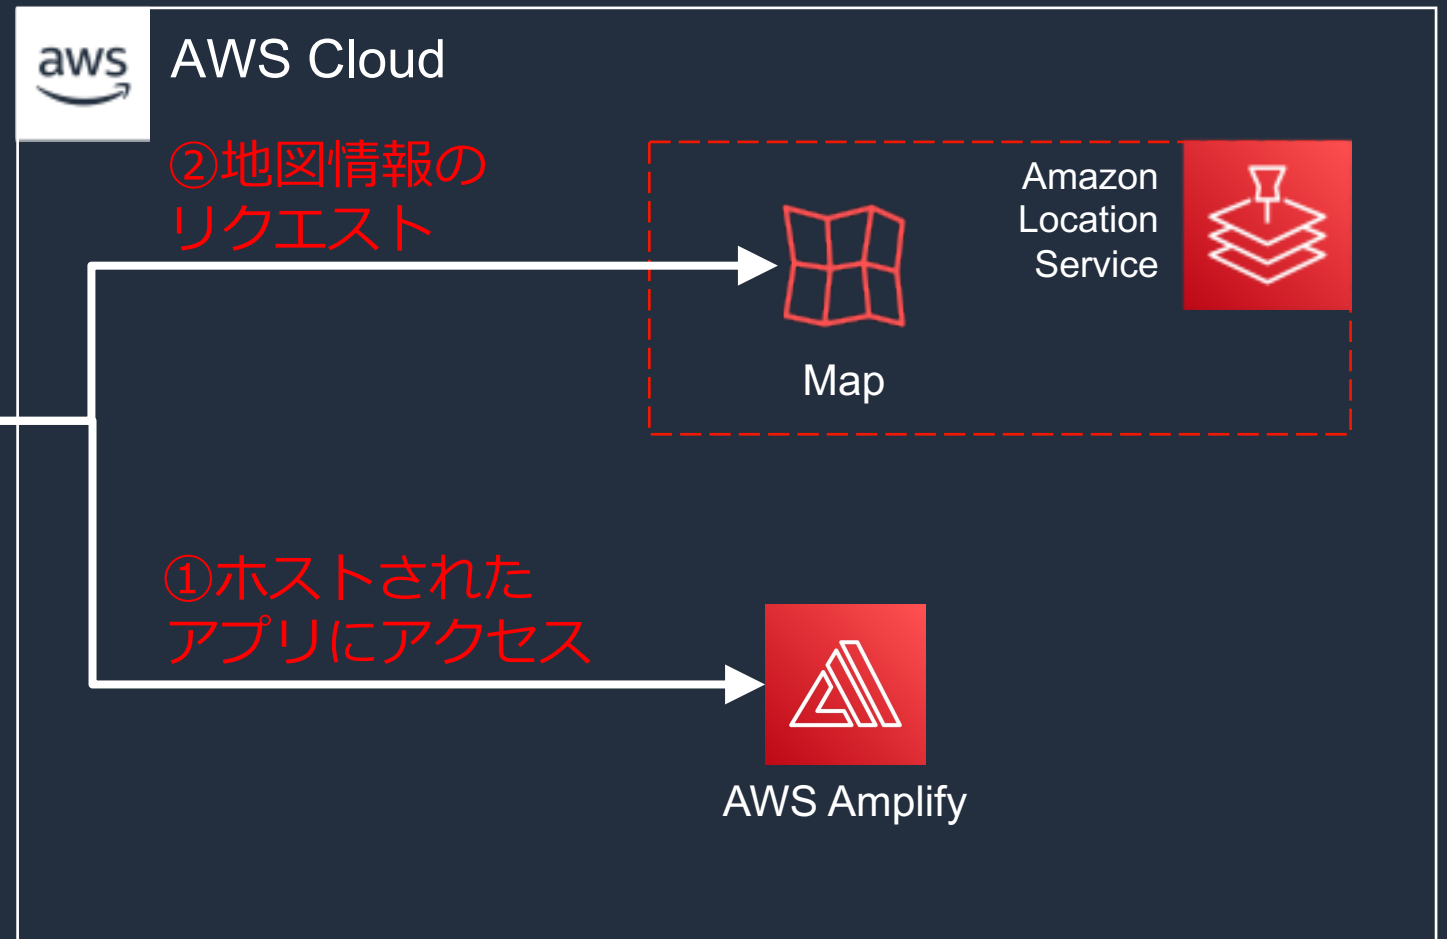 aws
AWS Cloud
②地図情報の
リクエスト
Amazon
Location
Service
Map
①ホストされた
アプリにアクセス
AWS Amplify